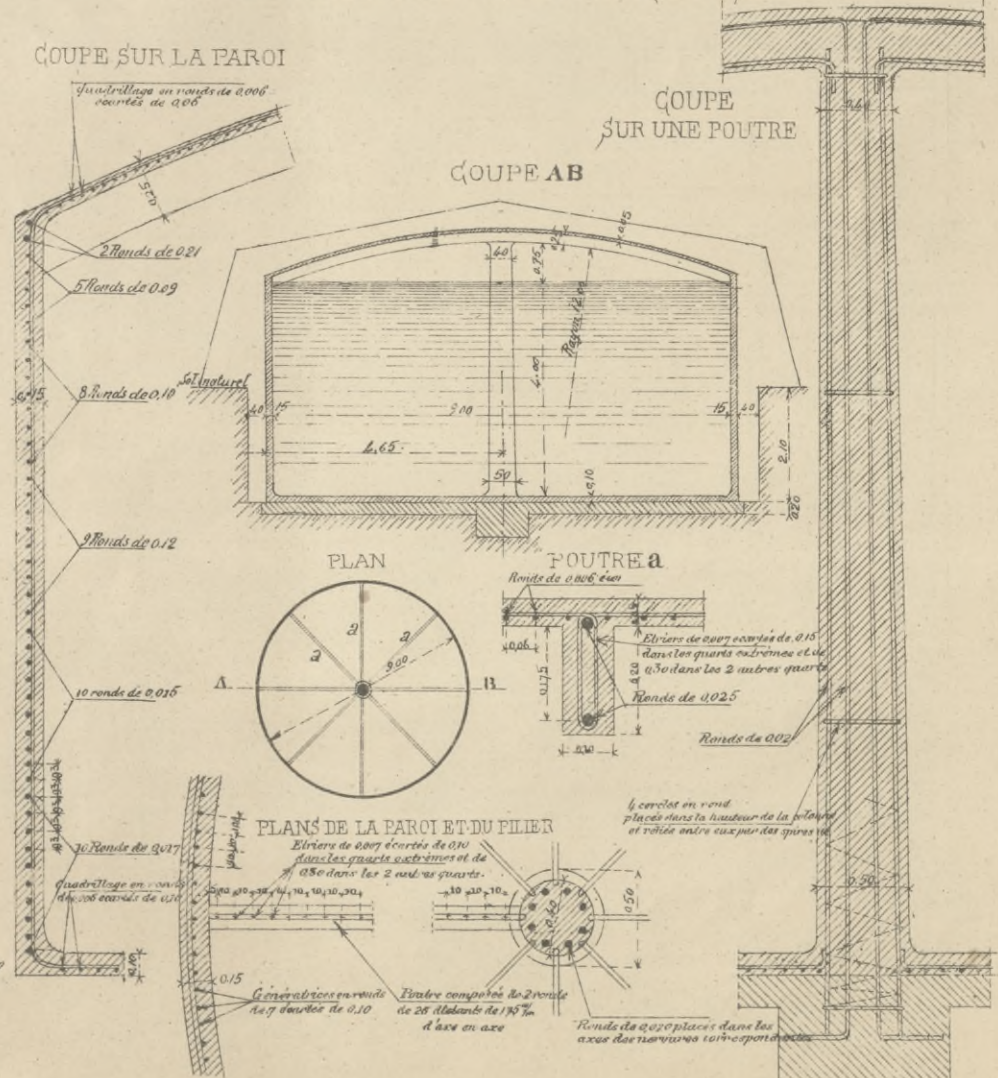 COUPE SUR LA PAROI
Quadrillage en ronds de 0,006
écartés de 0,06
0,25
2 Ronds de 0.21
5 Ronds de 0.09
8 Ronds de 0,10
9 Ronds de 0.12
10 ronds de 0,015
10 Ronds de 0,017
Quadrillage en ronds
écartés de 0,10
0,10
COUPE AB
Sol naturel
40
15
9.00
15
40
4.65
40
50
0,75
4.00
Rayon 12.00
0,25
0,005
0,10
2.10
0,20
COUPE
SUR UNE POUTRE
Ronds de 0,02
4 cercles en rond
placés dans la hauteur de la colonne
et reliés entre eux par des spires
0.50
PLAN
A
B
a
a
a
9,00
POUTRE a
Ronds de 0,006
0,06
0,175
0,20
Etriers de 0,007 écartés de 0,15
dans les quarts extrêmes et de
0,30 dans les 2 autres quarts
Ronds de 0,025
PLANS DE LA PAROI ET DU PILIER
Etriers de 0,007 écartés de 0,10
dans les quarts extrêmes et de
0,30 dans les 2 autres quarts.
10 20 10
0,40
0,50
0,15
Génératrices en ronds
de 7 écartés de 0,10
Poutre composée de 2 ronds
de 25 distants de 175 m/m
d'axe en axe
Ronds de 0,020 placés dans les
axes des nervures correspondantes